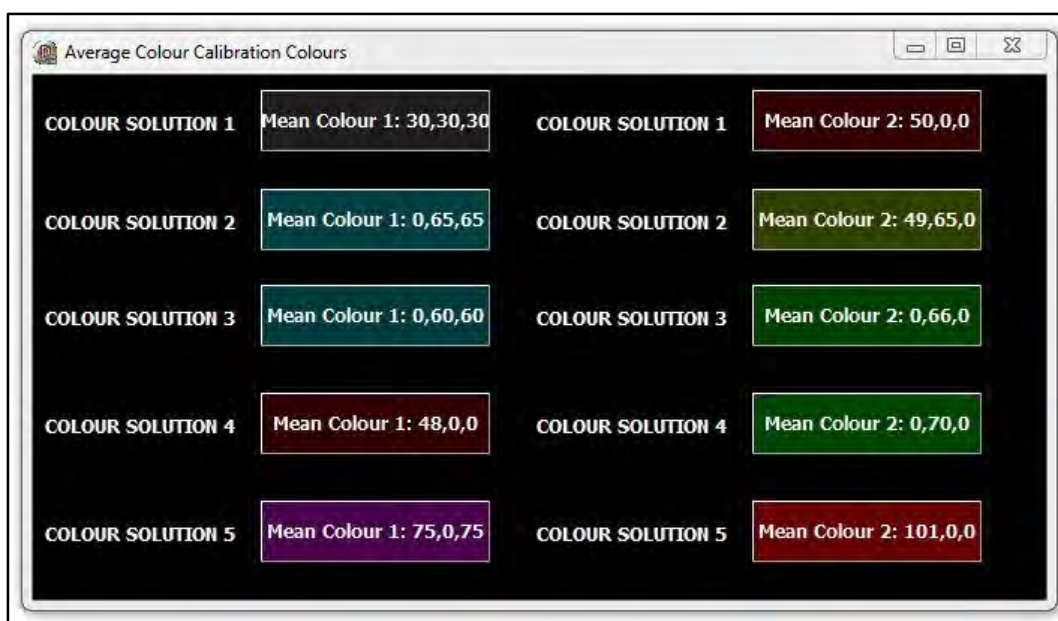 Average Colour Calibration Colours
COLOUR SOLUTION 1 Mean Colour 1: 30,30,30 COLOUR SOLUTION 1 Mean Colour 2: 50,0,0
COLOUR SOLUTION 2 Mean Colour 1: 0,65,65 COLOUR SOLUTION 2 Mean Colour 2: 49,65,0
COLOUR SOLUTION 3 Mean Colour 1: 0,60,60 COLOUR SOLUTION 3 Mean Colour 2: 0,66,0
COLOUR SOLUTION 4 Mean Colour 1: 48,0,0 COLOUR SOLUTION 4 Mean Colour 2: 0,70,0
COLOUR SOLUTION 5 Mean Colour 1: 75,0,75 COLOUR SOLUTION 5 Mean Colour 2: 101,0,0